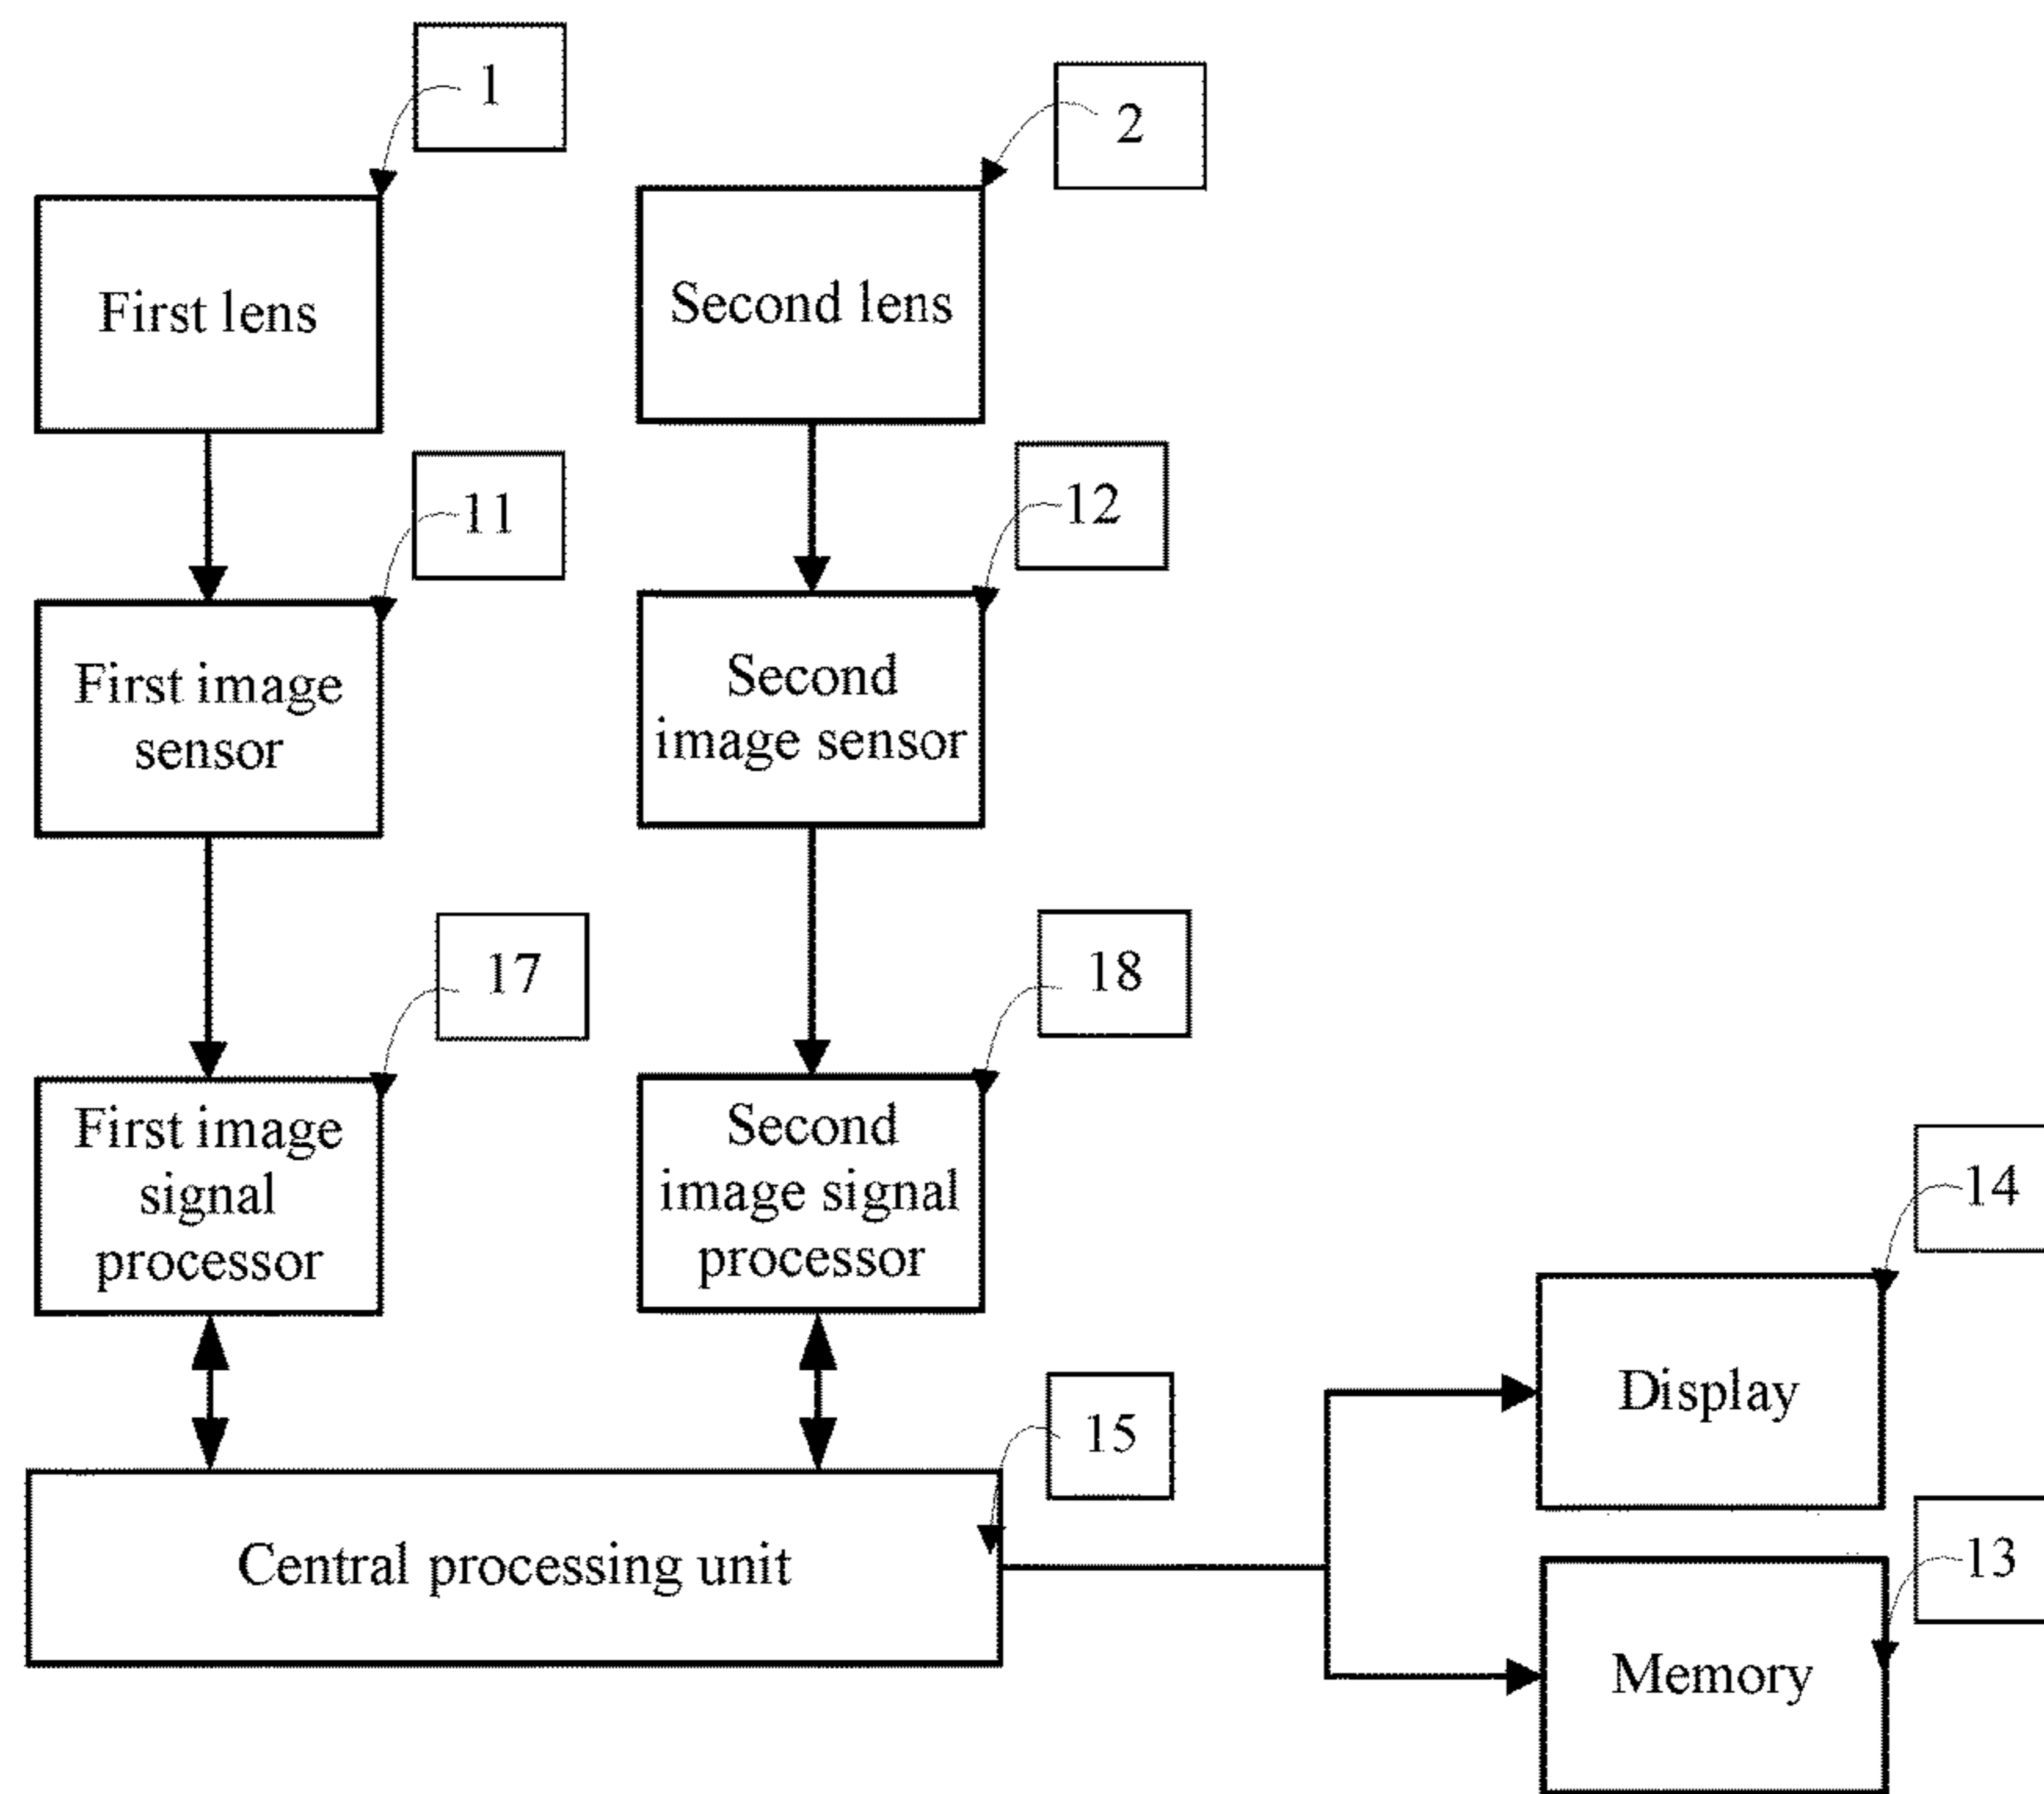 1
2
First lens
Second lens
11
12
First image
sensor
Second
image sensor
17
18
First image
signal
processor
Second
image signal
processor
14
15
Display
13
Central processing unit
Memory